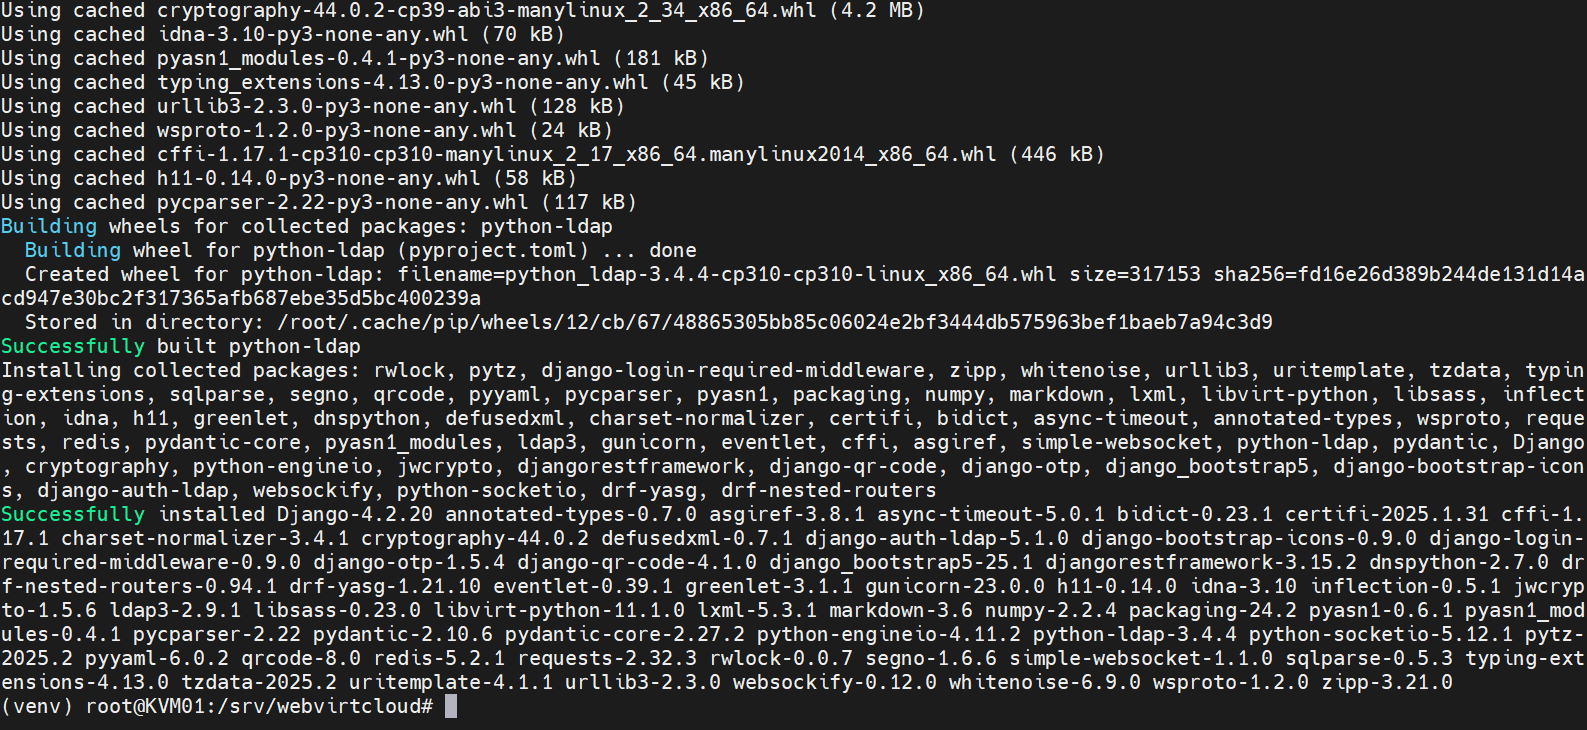 Using cached cryptography-44.0.2-cp39-abi3-manylinux_2_34_x86_64.whl (4.2 MB)
Using cached idna-3.10-py3-none-any.whl (70 kB)
Using cached pyasn1_modules-0.4.1-py3-none-any.whl (181 kB)
Using cached typing_extensions-4.13.0-py3-none-any.whl (45 kB)
Using cached urllib3-2.3.0-py3-none-any.whl (128 kB)
Using cached wsproto-1.2.0-py3-none-any.whl (24 kB)
Using cached cffi-1.17.1-cp310-cp310-manylinux_2_17_x86_64.manylinux2014_x86_64.whl (446 kB)
Using cached h11-0.14.0-py3-none-any.whl (58 kB)
Using cached pycparser-2.22-py3-none-any.whl (117 kB)
Building wheels for collected packages: python-ldap
  Building wheel for python-ldap (pyproject.toml) ... done
  Created wheel for python-ldap: filename=python_ldap-3.4.4-cp310-cp310-linux_x86_64.whl size=317153 sha256=fd16e26d389b244de131d14a
cd947e30bc2f317365afb687ebe35d5bc400239a
  Stored in directory: /root/.cache/pip/wheels/12/cb/67/48865305bb85c06024e2bf3444db575963bef1baeb7a94c3d9
Successfully built python-ldap
Installing collected packages: rwlock, pytz, django-login-required-middleware, zipp, whitenoise, urllib3, uritemplate, tzdata, typin
g-extensions, sqlparse, segno, qrcode, pyyaml, pycparser, pyasn1, packaging, numpy, markdown, lxml, libvirt-python, libsass, inflect
ion, idna, h11, greenlet, dnspython, defusedxml, charset-normalizer, certifi, bidict, async-timeout, annotated-types, wsproto, reque
sts, redis, pydantic-core, pyasn1_modules, ldap3, gunicorn, eventlet, cffi, asgiref, simple-websocket, python-ldap, pydantic, Django
, cryptography, python-engineio, jwcrypto, djangorestframework, django-qr-code, django-otp, django_bootstrap5, django-bootstrap-icon
s, django-auth-ldap, websockify, python-socketio, drf-yasg, drf-nested-routers
Successfully installed Django-4.2.20 annotated-types-0.7.0 asgiref-3.8.1 async-timeout-5.0.1 bidict-0.23.1 certifi-2025.1.31 cffi-1.
17.1 charset-normalizer-3.4.1 cryptography-44.0.2 defusedxml-0.7.1 django-auth-ldap-5.1.0 django-bootstrap-icons-0.9.0 django-login-
required-middleware-0.9.0 django-otp-1.5.4 django-qr-code-4.1.0 django_bootstrap5-25.1 djangorestframework-3.15.2 dnspython-2.7.0 dr
f-nested-routers-0.94.1 drf-yasg-1.21.10 eventlet-0.39.1 greenlet-3.1.1 gunicorn-23.0.0 h11-0.14.0 idna-3.10 inflection-0.5.1 jwcryp
to-1.5.6 ldap3-2.9.1 libsass-0.23.0 libvirt-python-11.1.0 lxml-5.3.1 markdown-3.6 numpy-2.2.4 packaging-24.2 pyasn1-0.6.1 pyasn1_mod
ules-0.4.1 pycparser-2.22 pydantic-2.10.6 pydantic-core-2.27.2 python-engineio-4.11.2 python-ldap-3.4.4 python-socketio-5.12.1 pytz-
2025.2 pyyaml-6.0.2 qrcode-8.0 redis-5.2.1 requests-2.32.3 rwlock-0.0.7 segno-1.6.6 simple-websocket-1.1.0 sqlparse-0.5.3 typing-ext
ensions-4.13.0 tzdata-2025.2 uritemplate-4.1.1 urllib3-2.3.0 websockify-0.12.0 whitenoise-6.9.0 wsproto-1.2.0 zipp-3.21.0
(venv) root@KVM01:/srv/webvirtcloud#